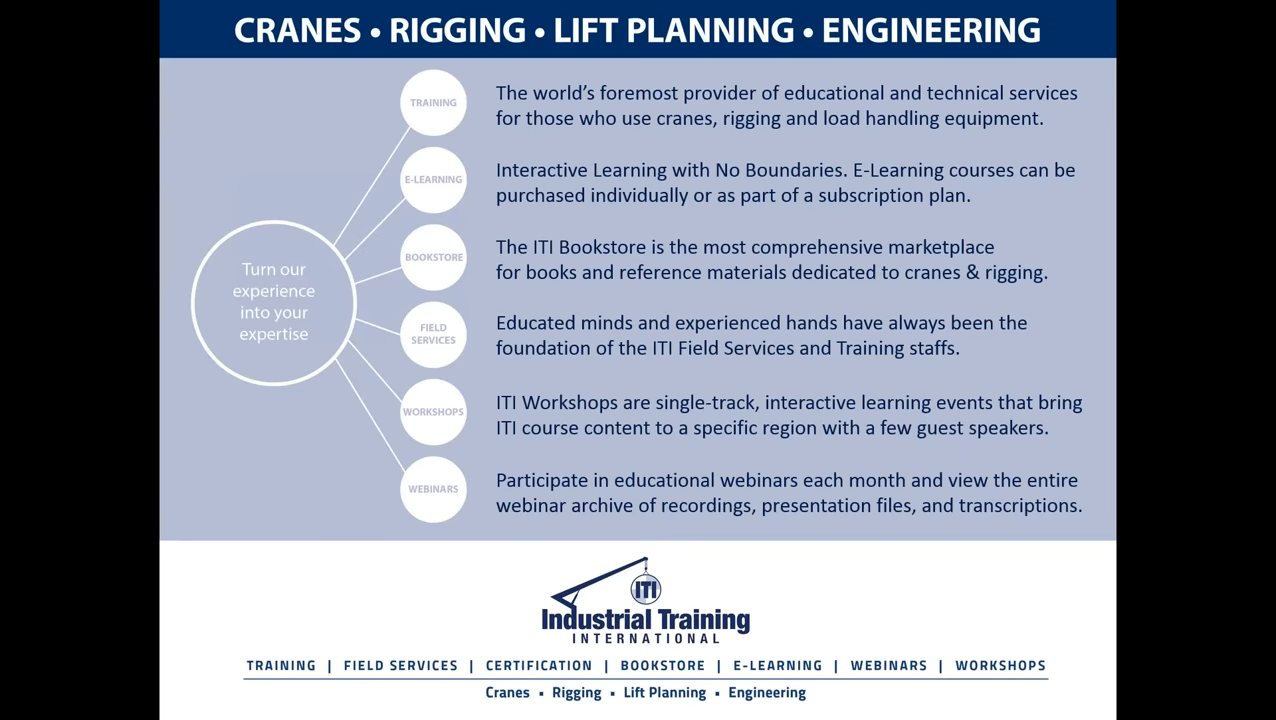 CRANES • RIGGING • LIFT PLANNING • ENGINEERING
TRAINING
The world's foremost provider of educational and technical services
for those who use cranes, rigging and load handling equipment.
E-LEARNING
Interactive Learning with No Boundaries. E-Learning courses can be
purchased individually or as part of a subscription plan.
BOOKSTORE
The ITI Bookstore is the most comprehensive marketplace
for books and reference materials dedicated to cranes & rigging.
Turn our
experience
into your
expertise
FIELD
SERVICES
Educated minds and experienced hands have always been the
foundation of the ITI Field Services and Training staffs.
WORKSHOPS
ITI Workshops are single-track, interactive learning events that bring
ITI course content to a specific region with a few guest speakers.
WEBINARS
Participate in educational webinars each month and view the entire
webinar archive of recordings, presentation files, and transcriptions.
ITI
Industrial Training
INTERNATIONAL
TRAINING | FIELD SERVICES | CERTIFICATION | BOOKSTORE | E-LEARNING | WEBINARS | WORKSHOPS
Cranes ▪ Rigging ▪ Lift Planning ▪ Engineering